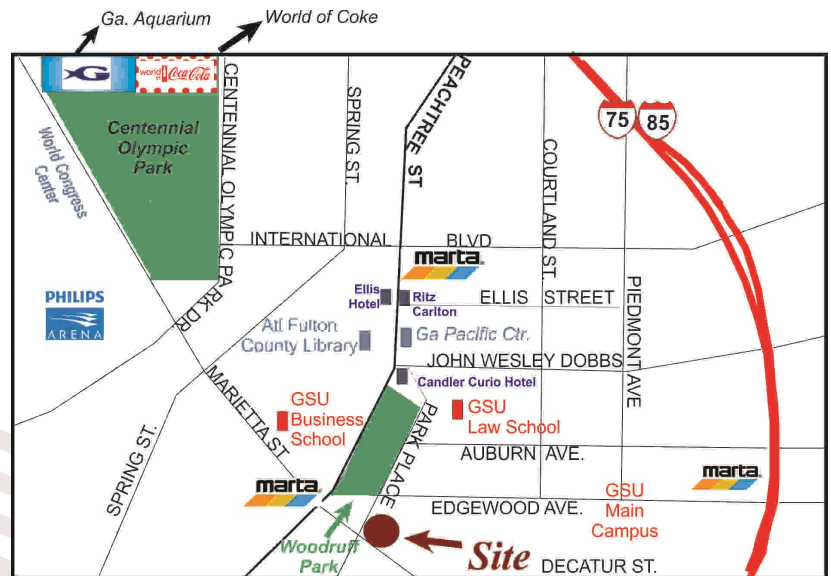 Ga. Aquarium
World of Coke
G
world of Coca-Cola
Centennial
Olympic
Park
World Congress
Center
CENTENNIAL OLYMPIC PARK DR
SPRING ST.
PEACHTREE ST
COURTLAND ST.
75
85
INTERNATIONAL BLVD
marta
Ellis
Hotel
Ritz
Carlton
ELLIS STREET
PIEDMONT AVE
PHILIPS
ARENA
Atl Fulton
County Library
Ga Pacific Ctr.
JOHN WESLEY DOBBS
Candler Curio Hotel
MARIETTA ST
GSU
Business
School
PARK PLACE
GSU
Law School
SPRING ST.
AUBURN AVE.
marta
marta
EDGEWOOD AVE.
GSU
Main
Campus
Woodruff
Park
Site
DECATUR ST.